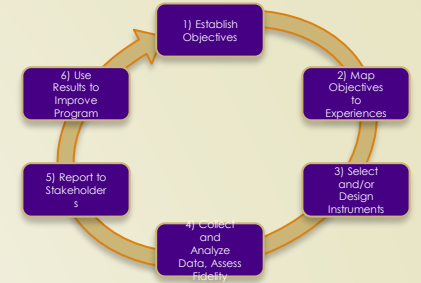 1) Establish
Objectives
2) Map
Objectives
to
Experiences
3) Select
and/or
Design
Instruments
4) Collect
and
Analyze
Data, Assess
Fidelity
5) Report to
Stakeholder
s
6) Use
Results to
Improve
Program